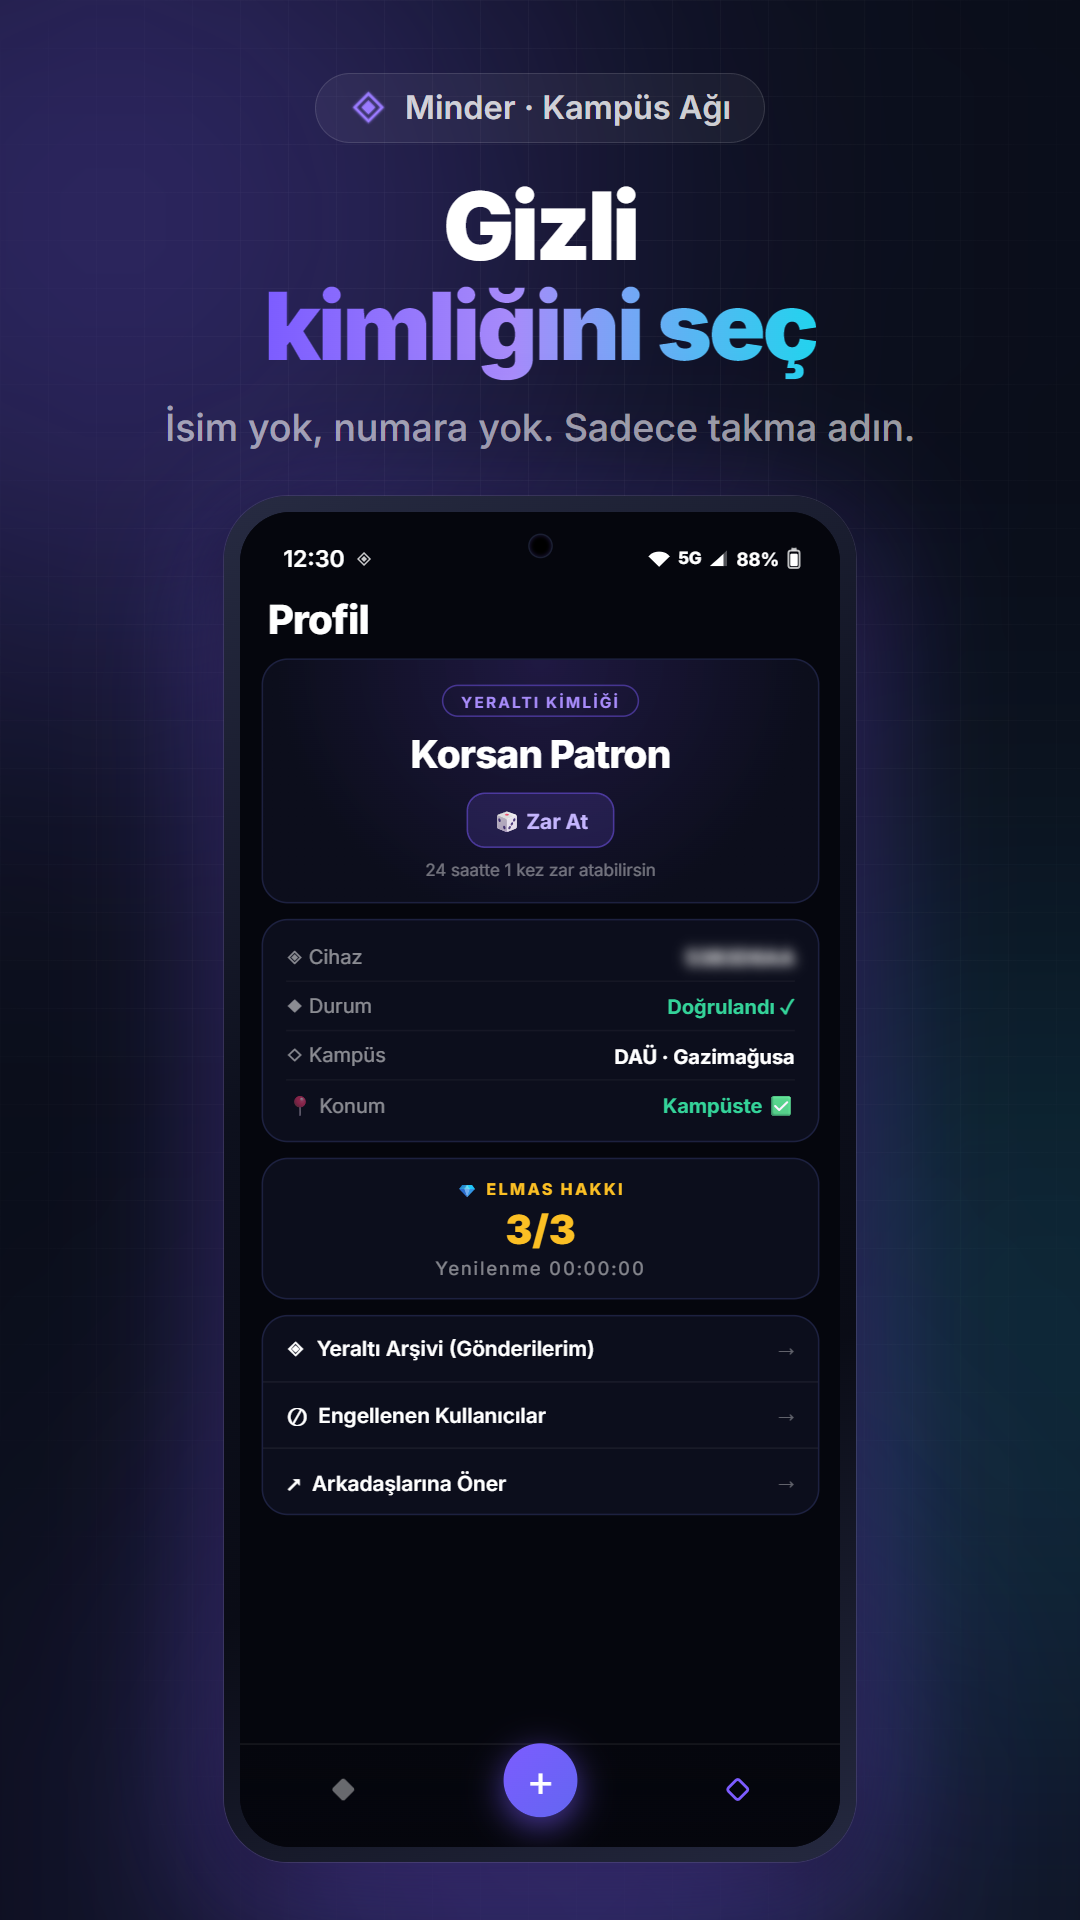 Minder · Kampüs Ağı
Gizli
kimliğini seç
İsim yok, numara yok. Sadece takma adın.
12:30 5G 88%
Profil
YERALTI KİMLİĞİ
Korsan Patron
🎲 Zar At
24 saatte 1 kez zar atabilirsin
◈ Cihaz
◆ Durum Doğrulandı ✓
◇ Kampüs DAÜ · Gazimağusa
📍 Konum Kampüste ✅
💎 ELMAS HAKKI
3/3
Yenilenme 00:00:00
◈ Yeraltı Arşivi (Gönderilerim) →
Engellenen Kullanıcılar →
↗ Arkadaşlarına Öner →
+